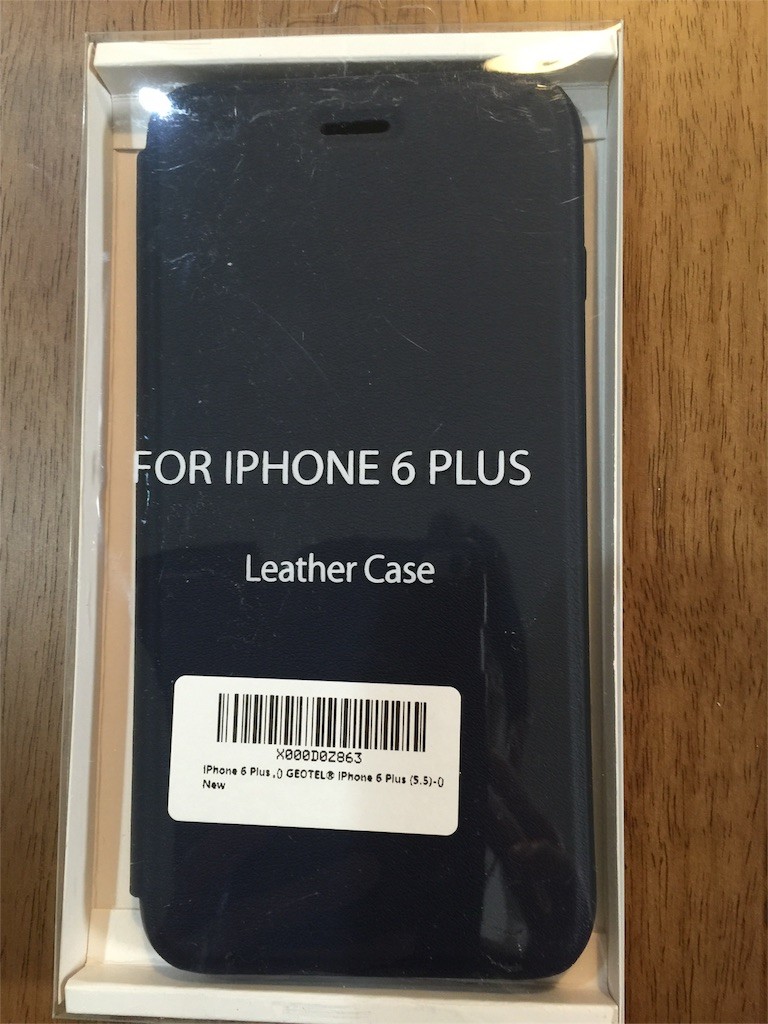 FOR IPHONE 6 PLUS
Leather Case
X000D0Z863
iPhone 6 Plus ,() GEOTEL® iPhone 6 Plus (5.5)-()
New